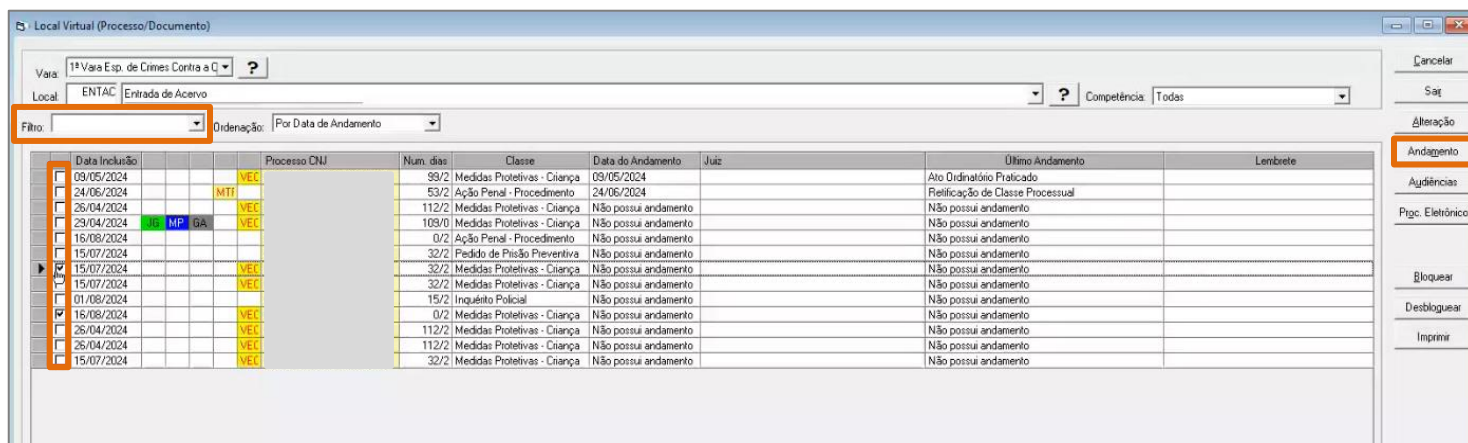 Local Virtual (Processo/Documento)
Vara: 1ª Vara Esp. de Crimes Contra a C ?
Local: ENTAC Entrada de Acervo ? Competência: Todas
Filtro: Ordenação: Por Data de Andamento
Data Inclusão Processo CNJ Num. dias Classe Data do Andamento Juiz Último Andamento Lembrete
09/05/2024 VEC 99/2 Medidas Protetivas - Criança 09/05/2024 Ato Ordinatório Praticado
24/06/2024 MTF 53/2 Ação Penal - Procedimento 24/06/2024 Retificação de Classe Processual
26/04/2024 VEC 112/2 Medidas Protetivas - Criança Não possui andamento Não possui andamento
29/04/2024 JG MP GA VEC 109/0 Medidas Protetivas - Criança Não possui andamento Não possui andamento
16/08/2024 0/2 Ação Penal - Procedimento Não possui andamento Não possui andamento
15/07/2024 32/2 Pedido de Prisão Preventiva Não possui andamento Não possui andamento
15/07/2024 VEC 32/2 Medidas Protetivas - Criança Não possui andamento Não possui andamento
15/07/2024 VEC 32/2 Medidas Protetivas - Criança Não possui andamento Não possui andamento
01/08/2024 15/2 Inquérito Policial Não possui andamento Não possui andamento
16/08/2024 VEC 0/2 Medidas Protetivas - Criança Não possui andamento Não possui andamento
26/04/2024 VEC 112/2 Medidas Protetivas - Criança Não possui andamento Não possui andamento
26/04/2024 VEC 112/2 Medidas Protetivas - Criança Não possui andamento Não possui andamento
15/07/2024 VEC 32/2 Medidas Protetivas - Criança Não possui andamento Não possui andamento
Cancelar
Sair
Alteração
Andamento
Audiências
Proc. Eletrônico
Bloquear
Desbloquear
Imprimir